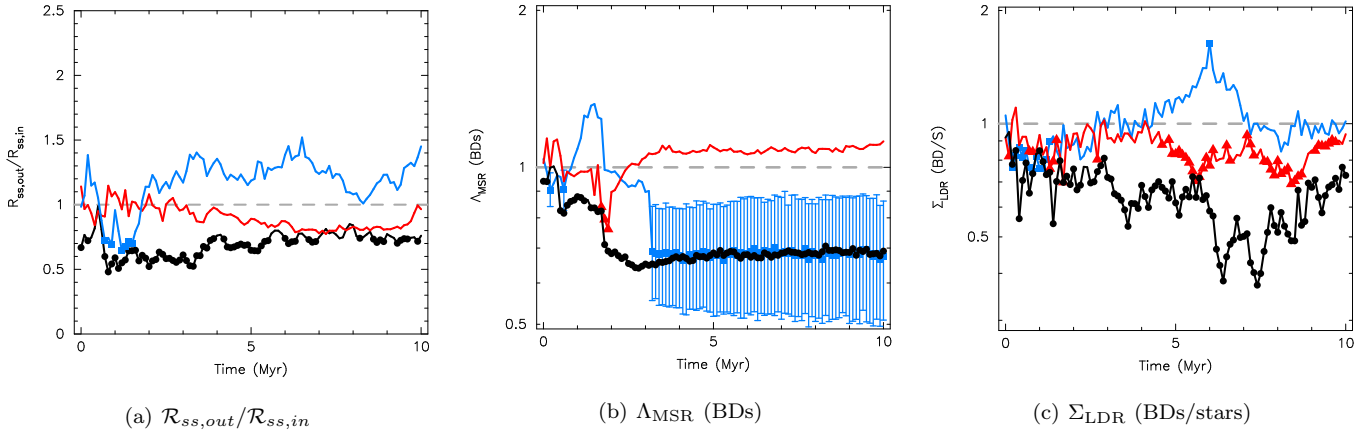 2.5
2
1.5
1
0.5
0
R_ss,out/R_ss,in
0 5 10
Time (Myr)
(a) ℛ_ss,out/ℛ_ss,in
2
1
0.5
Λ_MSR (BDs)
0 5 10
Time (Myr)
(b) Λ_MSR (BDs)
2
1
0.5
Σ_LDR (BD/S)
0 5 10
Time (Myr)
(c) Σ_LDR (BDs/stars)